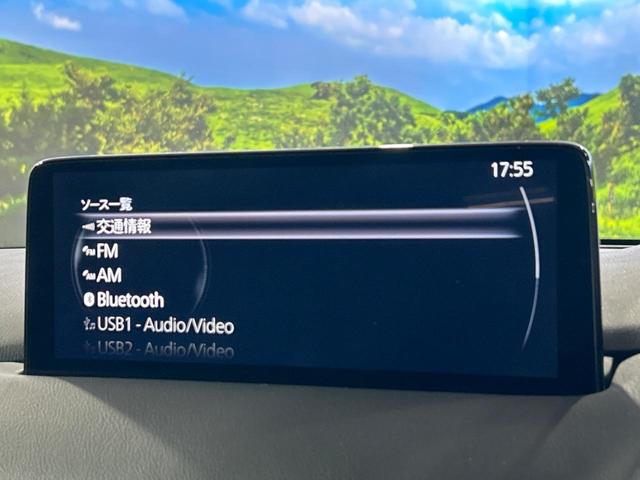 17:55
ソース一覧
交通情報
FM
AM
Bluetooth
USB1 - Audio/Video
USB2 - Audio/Video